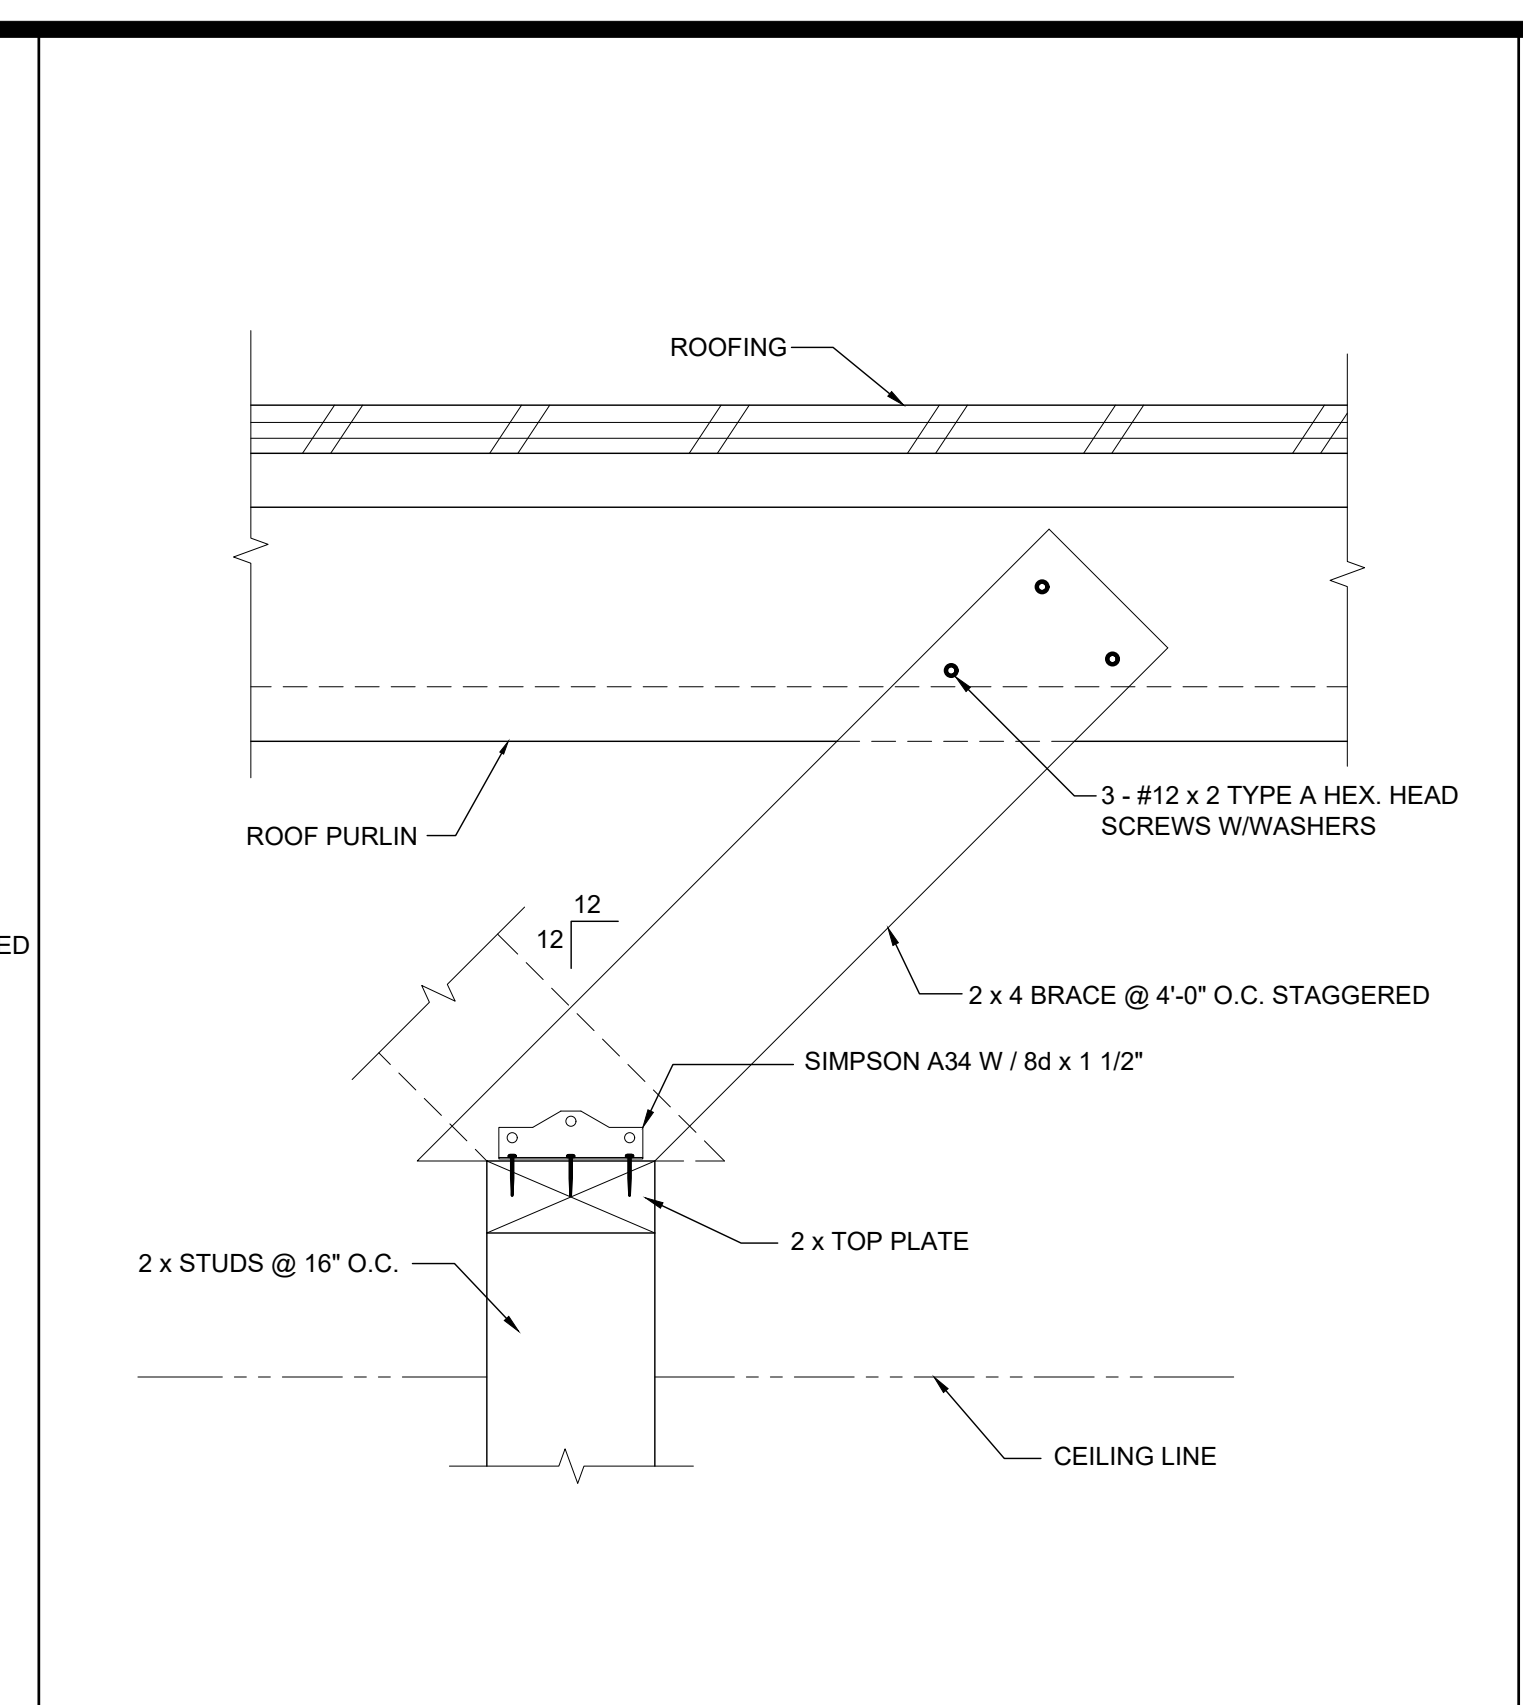 ROOFING
3 - #12 x 2 TYPE A HEX. HEAD
SCREWS W/WASHERS
ROOF PURLIN
12
12
ED
2 x 4 BRACE @ 4'-0" O.C. STAGGERED
SIMPSON A34 W / 8d x 1 1/2"
2 x TOP PLATE
2 x STUDS @ 16" O.C.
CEILING LINE